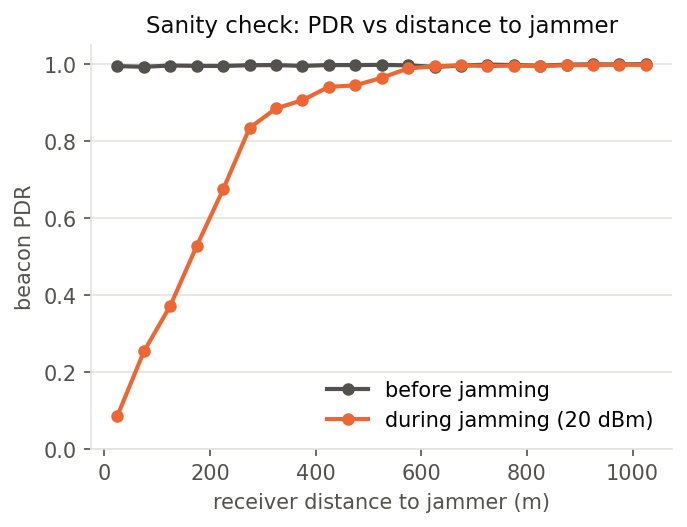 Sanity check: PDR vs distance to jammer
beacon PDR
1.0
0.8
0.6
0.4
0.2
0.0
before jamming
during jamming (20 dBm)
0 200 400 600 800 1000
receiver distance to jammer (m)